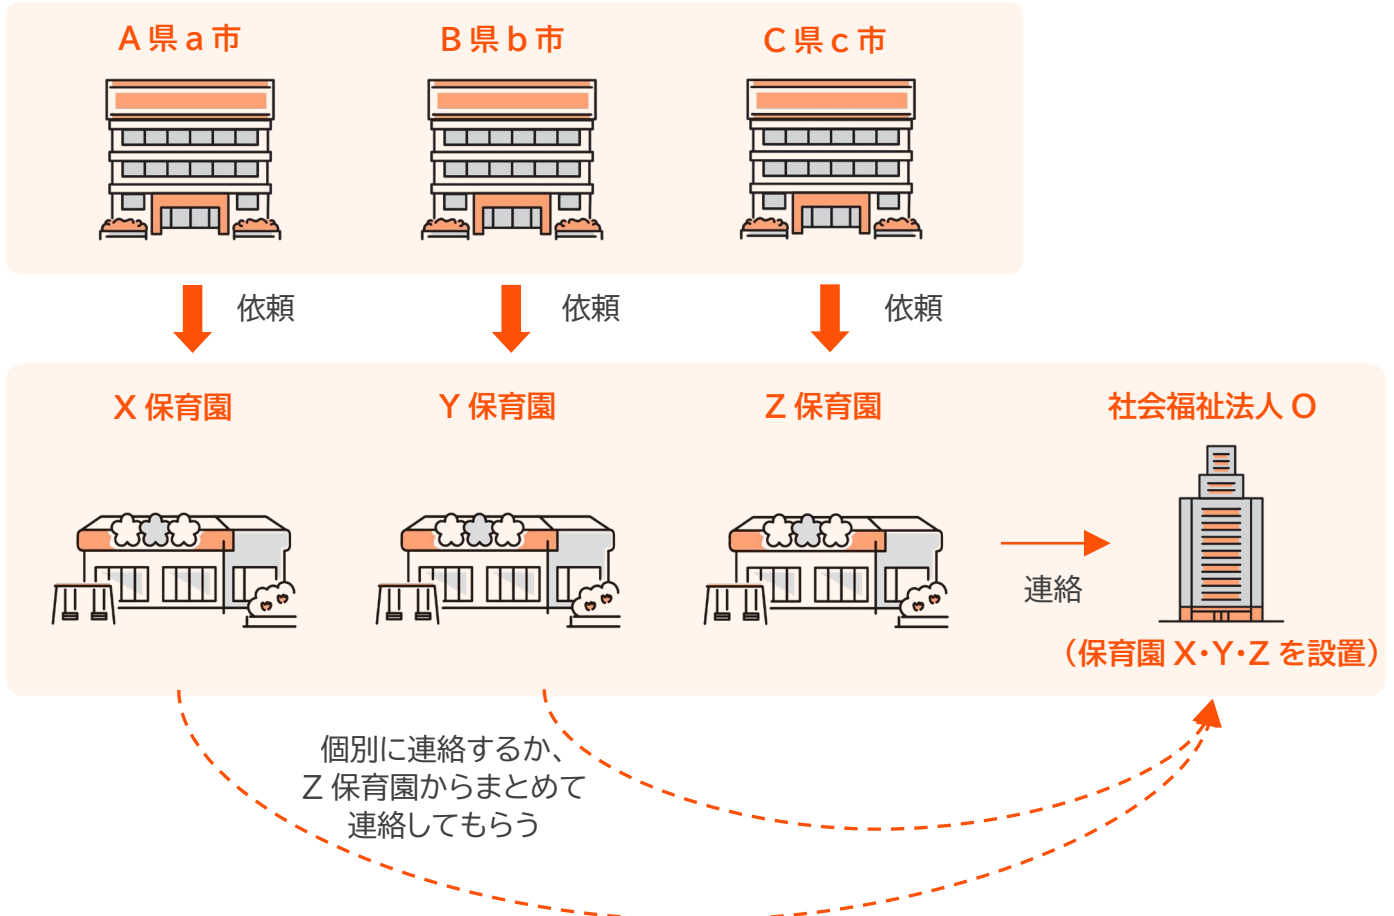 A県a市
B県b市
C県c市
依頼
依頼
依頼
X保育園
Y保育園
Z保育園
社会福祉法人O
連絡
（保育園X・Y・Zを設置）
個別に連絡するか、
Z保育園からまとめて
連絡してもらう